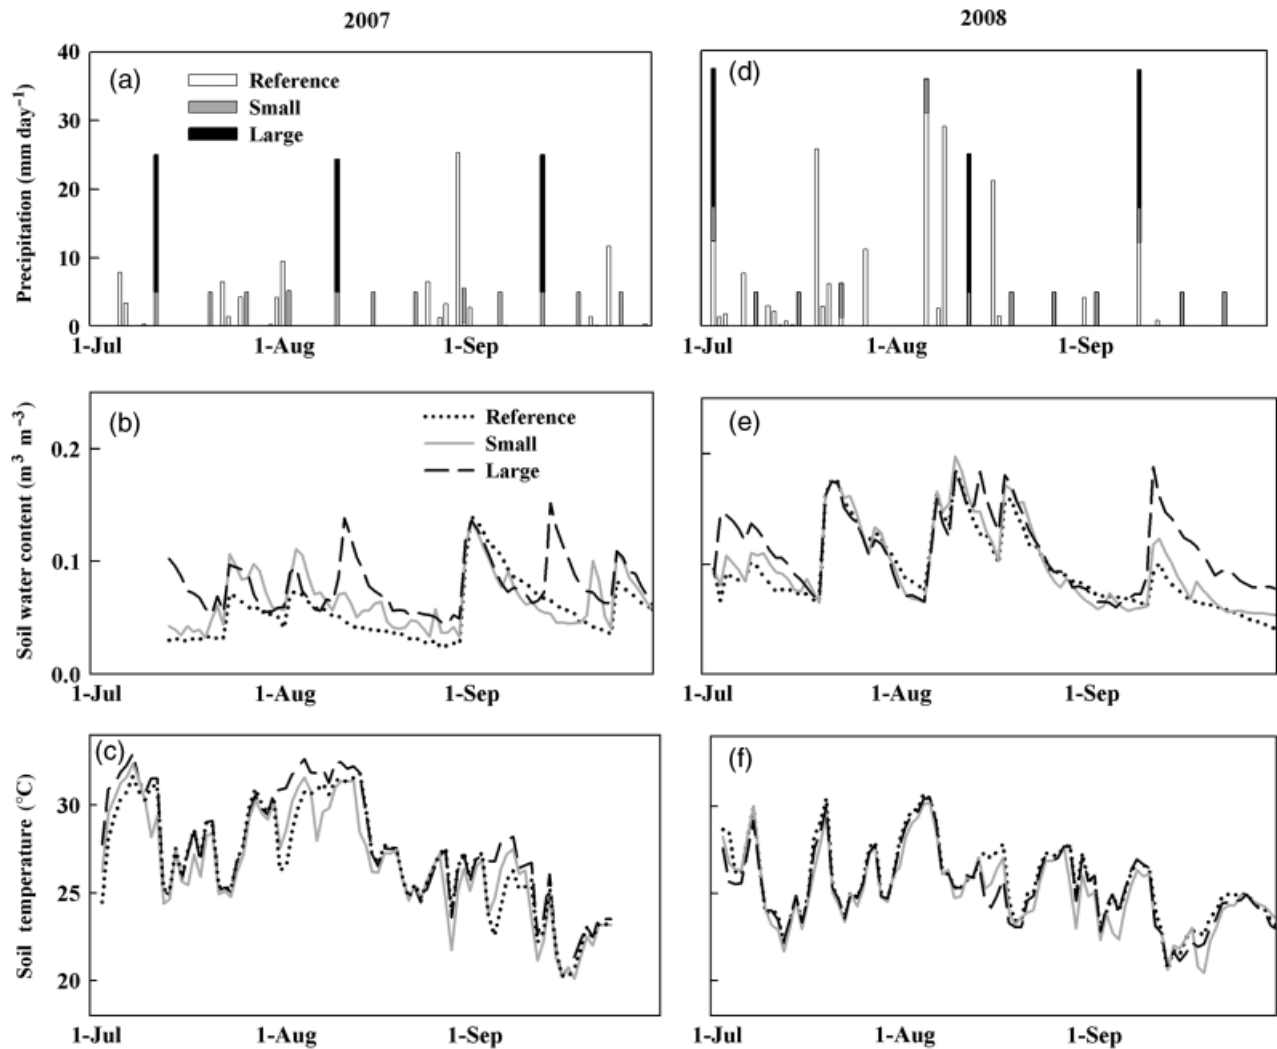 2007
2008
Precipitation (mm day⁻¹)
40
30
20
10
0
(a)
Reference
Small
Large
1-Jul
1-Aug
1-Sep
(d)
1-Jul
1-Aug
1-Sep
Soil water content (m³ m⁻³)
0.2
0.1
0.0
(b)
Reference
Small
Large
1-Jul
1-Aug
1-Sep
(e)
1-Jul
1-Aug
1-Sep
Soil temperature (°C)
30
25
20
(c)
1-Jul
1-Aug
1-Sep
(f)
1-Jul
1-Aug
1-Sep